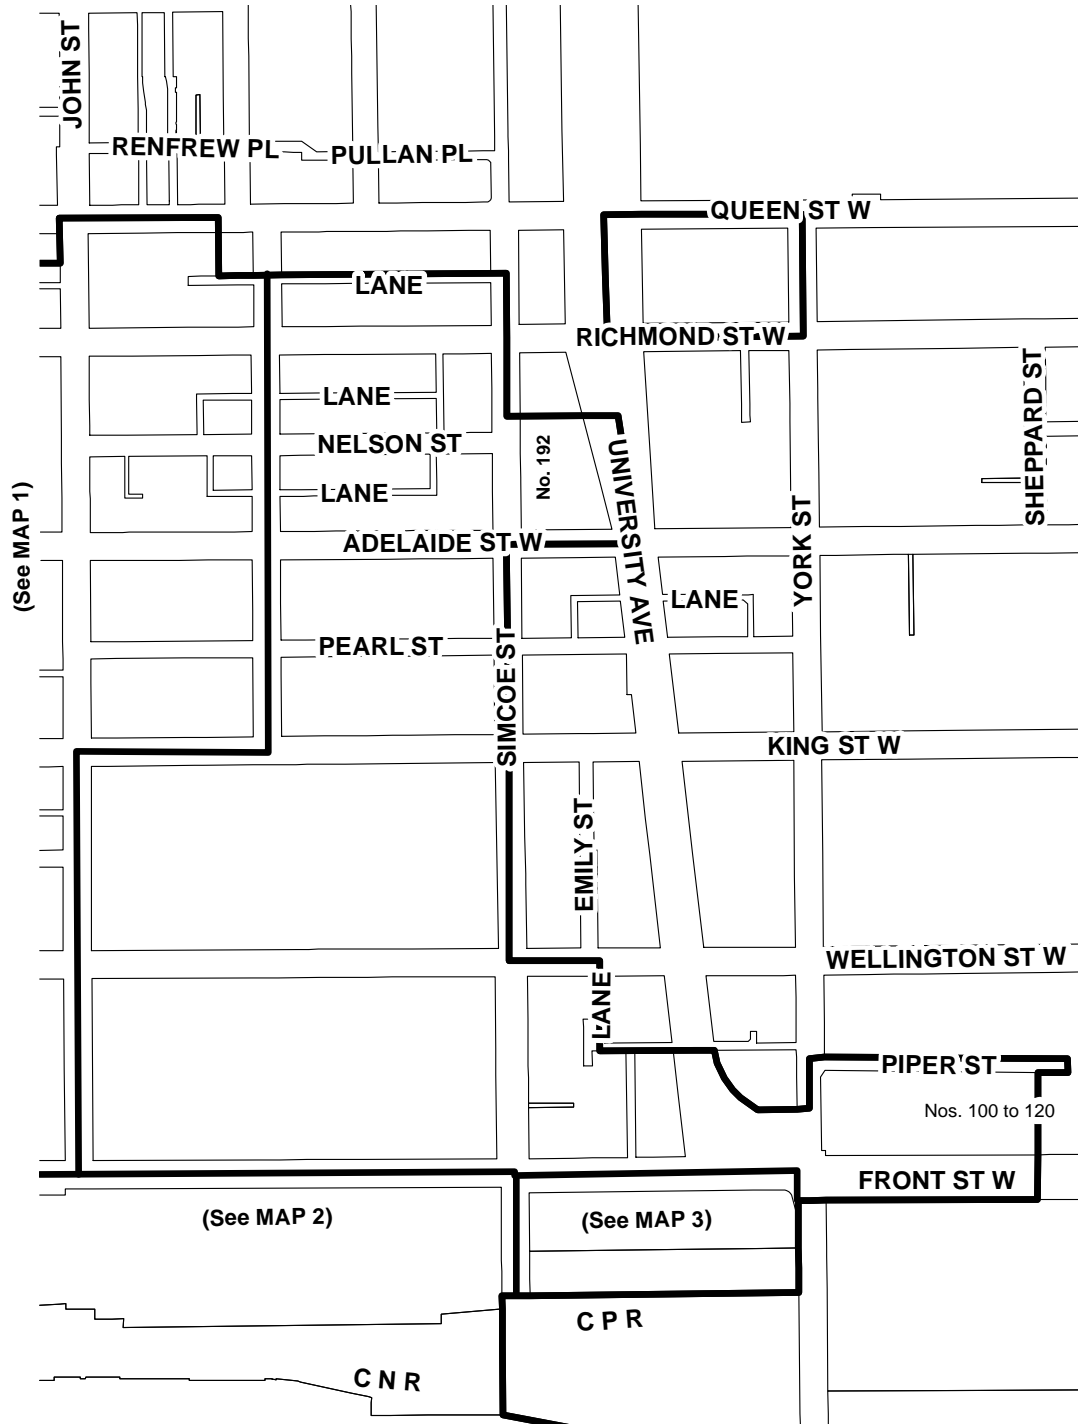 JOHN ST
RENFREW PL
PULLAN PL
QUEEN ST W
LANE
RICHMOND ST W
SHEPPARD ST
LANE
NELSON ST
No. 192
UNIVERSITY AVE
LANE
YORK ST
(See MAP 1)
ADELAIDE ST W
LANE
PEARL ST
SIMCOE ST
KING ST W
EMILY ST
WELLINGTON ST W
LANE
PIPER ST
Nos. 100 to 120
FRONT ST W
(See MAP 2)
(See MAP 3)
C P R
C N R